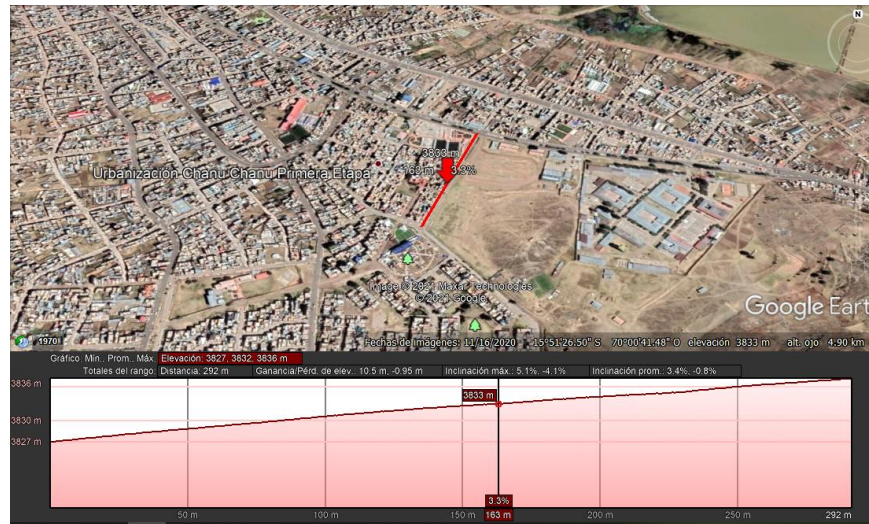 N
3833 m
163 m 3.3%
Urbanización Chanu Chanu Primera Etapa
Image © 2021 Maxar Technologies
© 2021 Google
Google Eart
1970
Fechas de imágenes: 11/16/2020 15°51'26.50" S 70°00'41.48" O elevación 3833 m alt. ojo 4.90 km
Gráfico: Mín., Prom., Máx. Elevación: 3827, 3832, 3836 m
Totales del rango: Distancia: 292 m Ganancia/Pérd. de elev.: 10.5 m, -0.95 m Inclinación máx.: 5.1%, -4.1% Inclinación prom.: 3.4%, -0.8%
3836 m
3833 m
3830 m
3827 m
3.3%
50 m 100 m 150 m 163 m 200 m 250 m 292 m